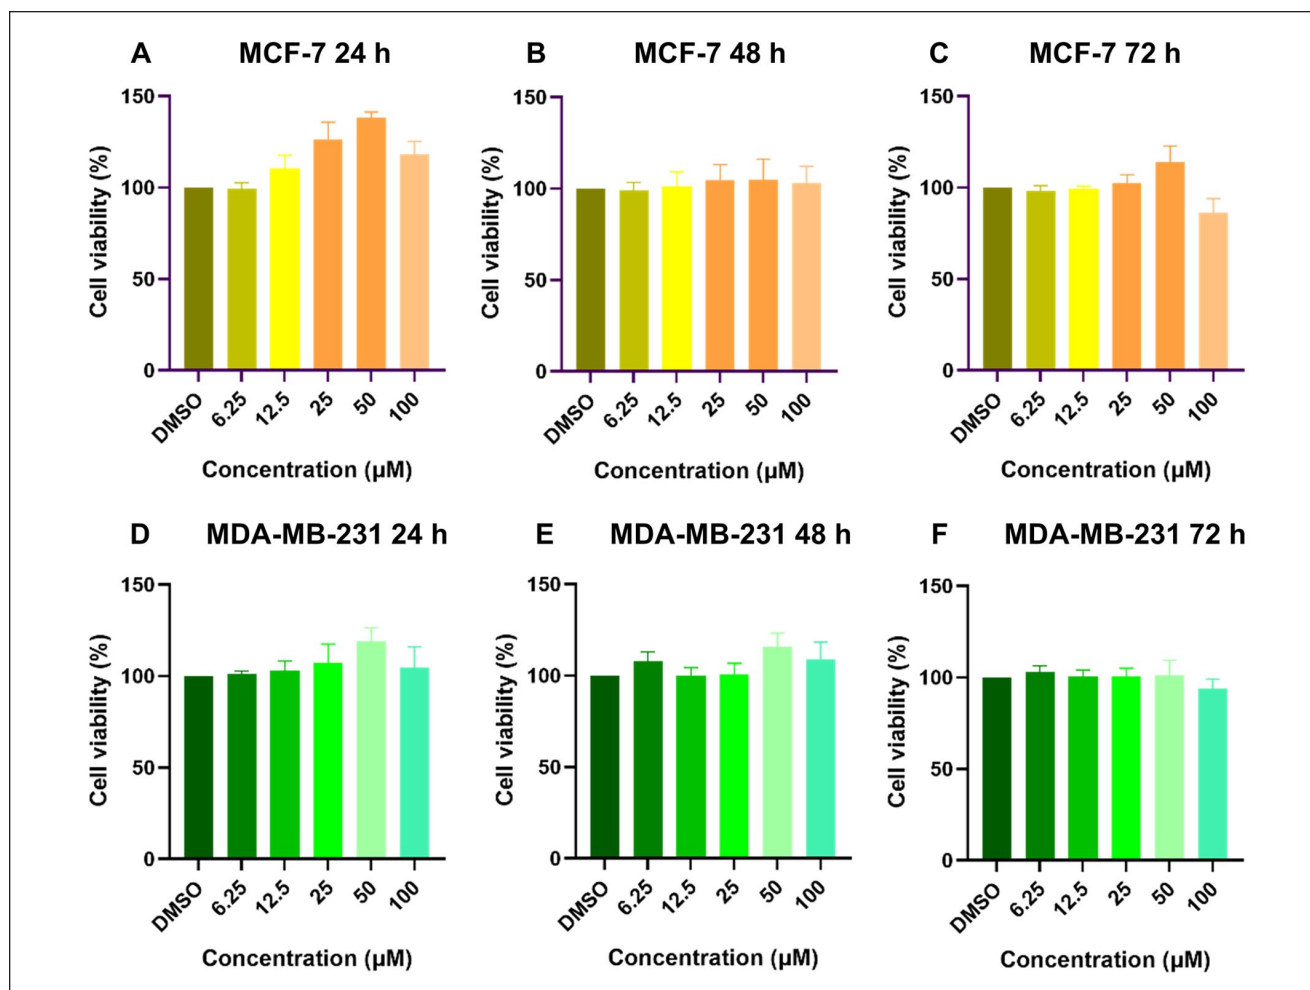 A MCF-7 24 h
150
100
50
0
Cell viability (%)
DMSO 6.25 12.5 25 50 100
Concentration (µM)
B MCF-7 48 h
150
100
50
0
Cell viability (%)
DMSO 6.25 12.5 25 50 100
Concentration (µM)
C MCF-7 72 h
150
100
50
0
Cell viability (%)
DMSO 6.25 12.5 25 50 100
Concentration (µM)
D MDA-MB-231 24 h
150
100
50
0
Cell viability (%)
DMSO 6.25 12.5 25 50 100
Concentration (µM)
E MDA-MB-231 48 h
150
100
50
0
Cell viability (%)
DMSO 6.25 12.5 25 50 100
Concentration (µM)
F MDA-MB-231 72 h
150
100
50
0
Cell viability (%)
DMSO 6.25 12.5 25 50 100
Concentration (µM)